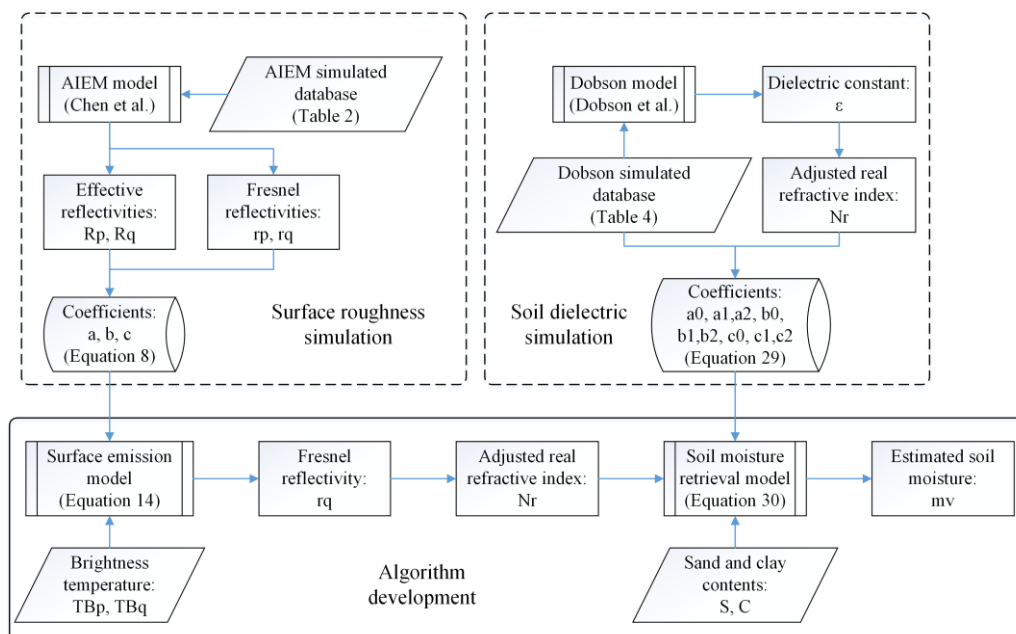 AIEM model
(Chen et al.)
AIEM simulated
database
(Table 2)
Effective
reflectivities:
Rp, Rq
Fresnel
reflectivities:
rp, rq
Coefficients:
a, b, c
(Equation 8)
Surface roughness
simulation
Dobson model
(Dobson et al.)
Dielectric constant:
ε
Dobson simulated
database
(Table 4)
Adjusted real
refractive index:
Nr
Coefficients:
a0, a1,a2, b0,
b1,b2, c0, c1,c2
(Equation 29)
Soil dielectric
simulation
Surface emission
model
(Equation 14)
Fresnel
reflectivity:
rq
Adjusted real
refractive index:
Nr
Soil moisture
retrieval model
(Equation 30)
Estimated soil
moisture:
mv
Brightness
temperature:
TBp, TBq
Algorithm
development
Sand and clay
contents:
S, C